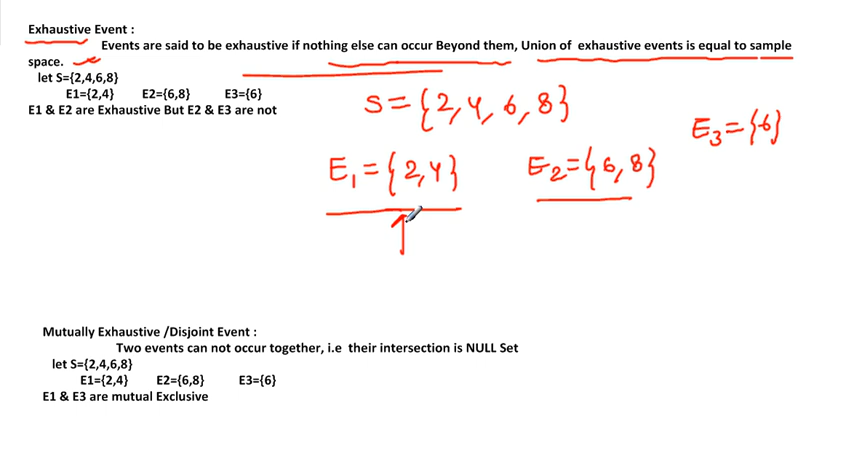 Exhaustive Event :
Events are said to be exhaustive if nothing else can occur Beyond them, Union of exhaustive events is equal to sample
space.
let S={2,4,6,8}
E1={2,4} E2={6,8} E3={6}
E1 & E2 are Exhaustive But E2 & E3 are not
S = {2, 4, 6, 8}
E3 = {6}
E1 = {2, 4} E2 = {6, 8}
Mutually Exhaustive /Disjoint Event :
Two events can not occur together, i.e their intersection is NULL Set
let S={2,4,6,8}
E1={2,4} E2={6,8} E3={6}
E1 & E3 are mutual Exclusive